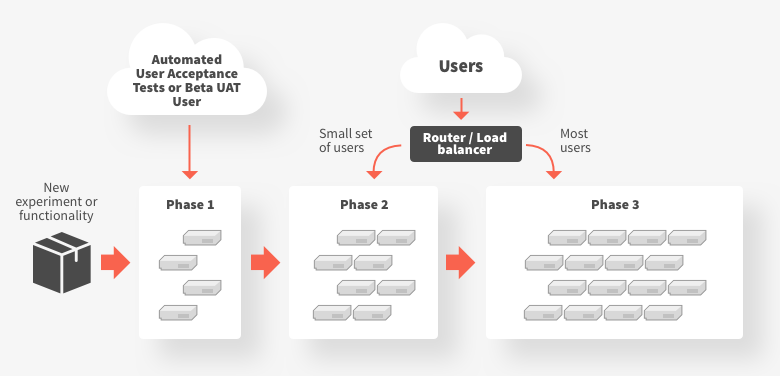 Automated
User Acceptance
Tests or Beta UAT
User
Users
Small set
of users
Router / Load
balancer
Most
users
New
experiment or
functionality
Phase 1
Phase 2
Phase 3